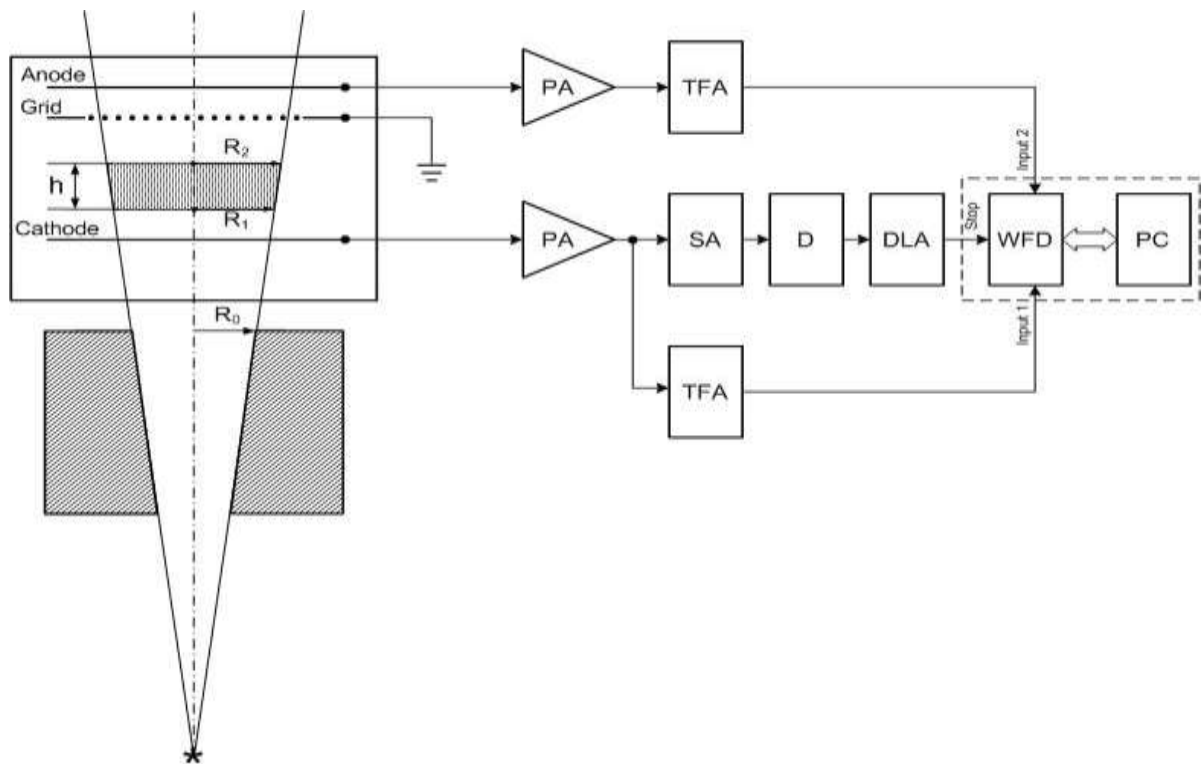 Anode
PA
TFA
Grid
R2
Input 2
h
R1
Cathode
PA
SA
D
DLA
Stop
WFD
PC
R0
Input 1
TFA
*